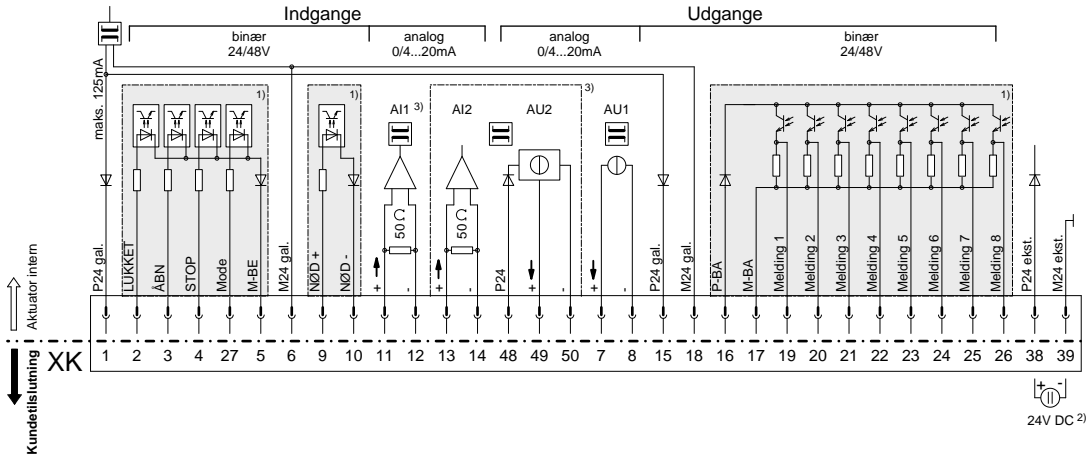 Indgange
Udgange
binær
24/48V
analog
0/4...20mA
analog
0/4...20mA
binær
24/48V
maks. 125mA
1)
1)
AI1 3)
AI2
AU2
3)
AU1
1)
50 Ω
50 Ω
P24 gal.
LUKKET
ÅBN
STOP
Mode
M-BE
M24 gal.
NØD +
NØD -
+
-
+
-
P24
+
-
+
-
P24 gal.
M24 gal.
P-BA
M-BA
Melding 1
Melding 2
Melding 3
Melding 4
Melding 5
Melding 6
Melding 7
Melding 8
P24 ekst.
M24 ekst.
Aktuator intern
Kundetilslutning
XK
1 2 3 4 27 5 6 9 10 11 12 13 14 48 49 50 7 8 15 18 16 17 19 20 21 22 23 24 25 26 38 39
+ -
24V DC 2)